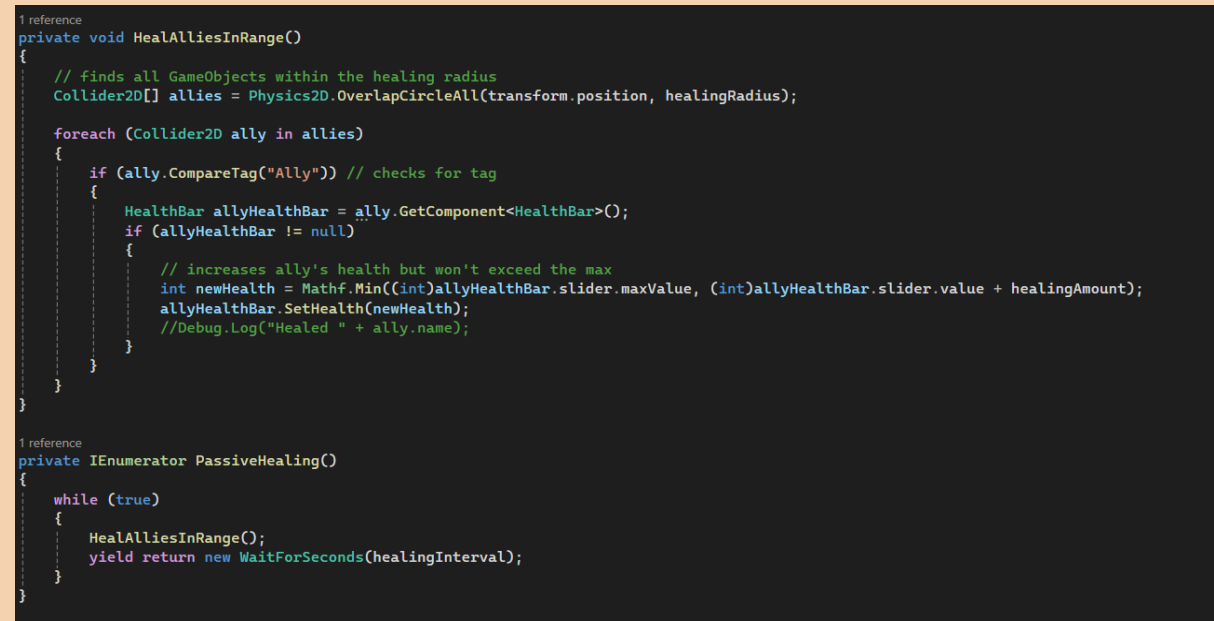 1 reference
private void HealAlliesInRange()
{
    // finds all GameObjects within the healing radius
    Collider2D[] allies = Physics2D.OverlapCircleAll(transform.position, healingRadius);

    foreach (Collider2D ally in allies)
    {
        if (ally.CompareTag("Ally")) // checks for tag
        {
            HealthBar allyHealthBar = ally.GetComponent<HealthBar>();
            if (allyHealthBar != null)
            {
                // increases ally's health but won't exceed the max
                int newHealth = Mathf.Min((int)allyHealthBar.slider.maxValue, (int)allyHealthBar.slider.value + healingAmount);
                allyHealthBar.SetHealth(newHealth);
                //Debug.Log("Healed " + ally.name);
            }
        }
    }
}

1 reference
private IEnumerator PassiveHealing()
{
    while (true)
    {
        HealAlliesInRange();
        yield return new WaitForSeconds(healingInterval);
    }
}